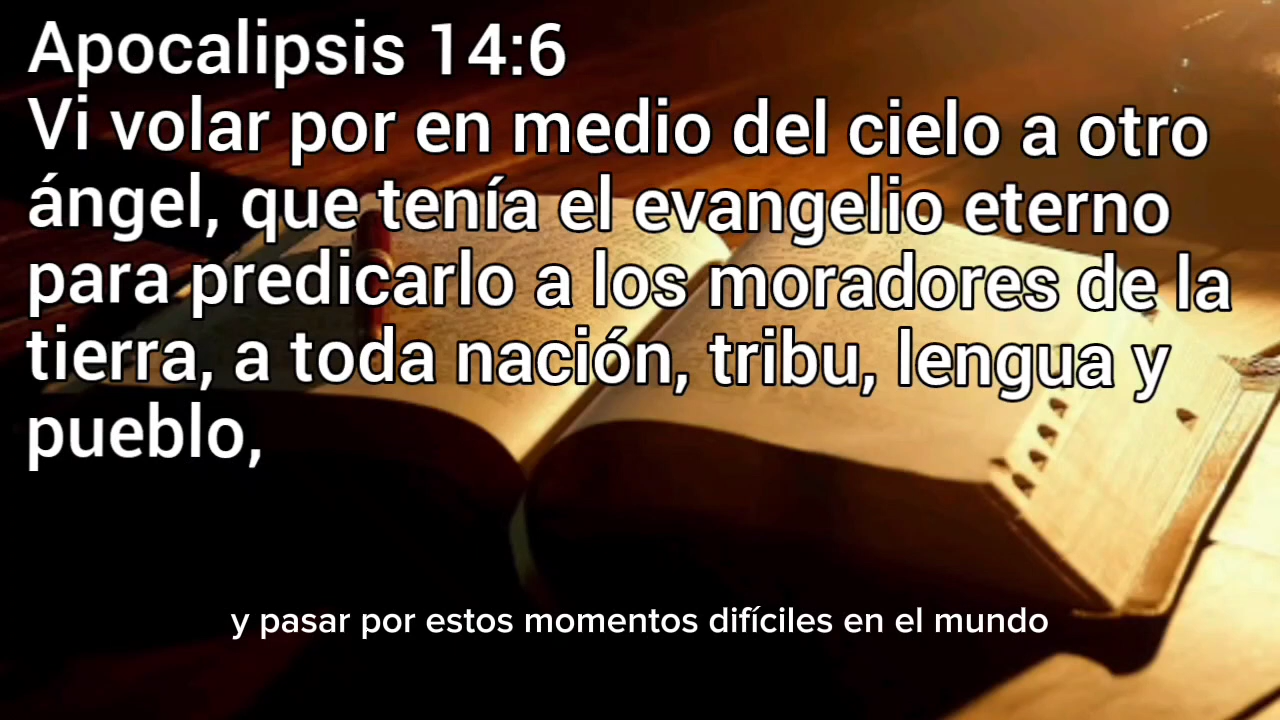 Apocalipsis 14:6
Vi volar por en medio del cielo a otro
ángel, que tenía el evangelio eterno
para predicarlo a los moradores de la
tierra, a toda nación, tribu, lengua y
pueblo,
y pasar por estos momentos difíciles en el mundo